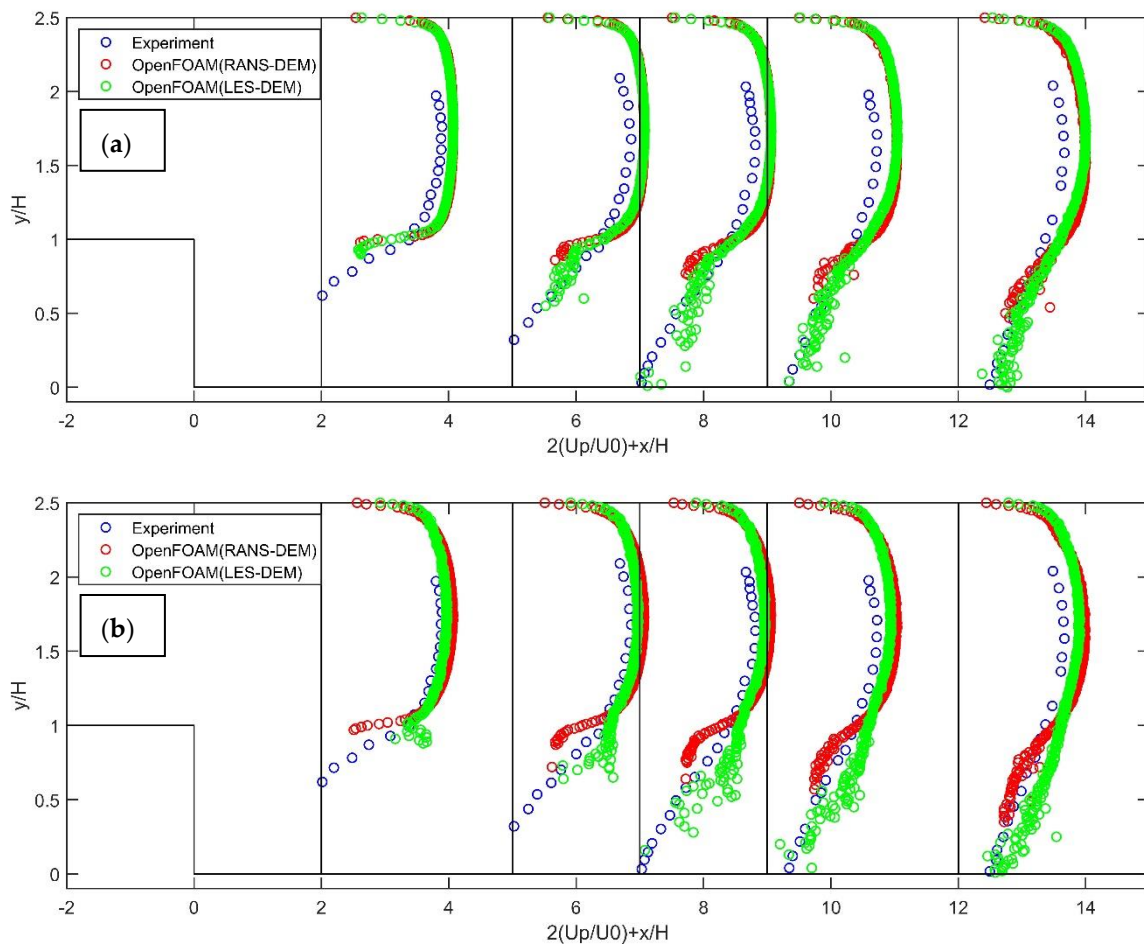 2.5
Experiment
OpenFOAM(RANS-DEM)
OpenFOAM(LES-DEM)
2
(a)
1.5
y/H
1
0.5
0
-2 0 2 4 6 8 10 12 14
2(Up/U0)+x/H
2.5
Experiment
OpenFOAM(RANS-DEM)
OpenFOAM(LES-DEM)
2
(b)
1.5
y/H
1
0.5
0
-2 0 2 4 6 8 10 12 14
2(Up/U0)+x/H